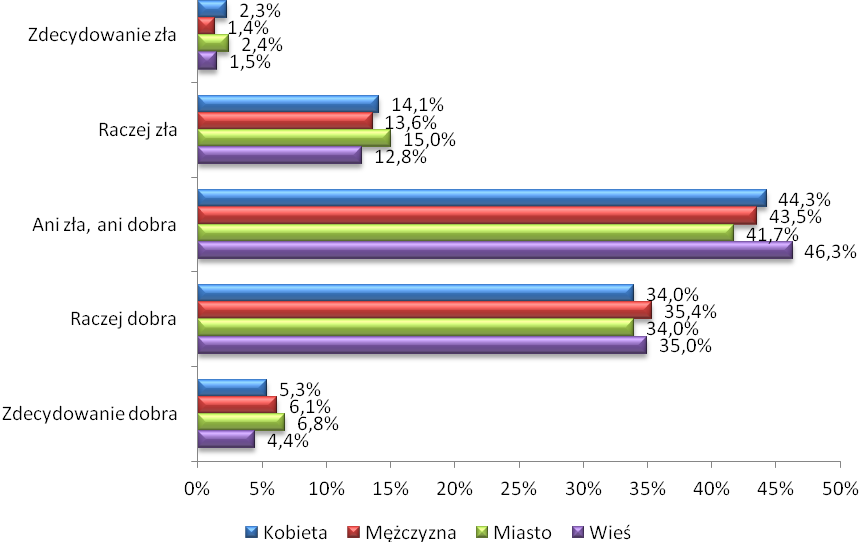 Zdecydowanie zła
2,3%
1,4%
2,4%
1,5%
Raczej zła
14,1%
13,6%
15,0%
12,8%
Ani zła, ani dobra
44,3%
43,5%
41,7%
46,3%
Raczej dobra
34,0%
35,4%
34,0%
35,0%
Zdecydowanie dobra
5,3%
6,1%
6,8%
4,4%
0% 5% 10% 15% 20% 25% 30% 35% 40% 45% 50%
Kobieta Mężczyzna Miasto Wieś